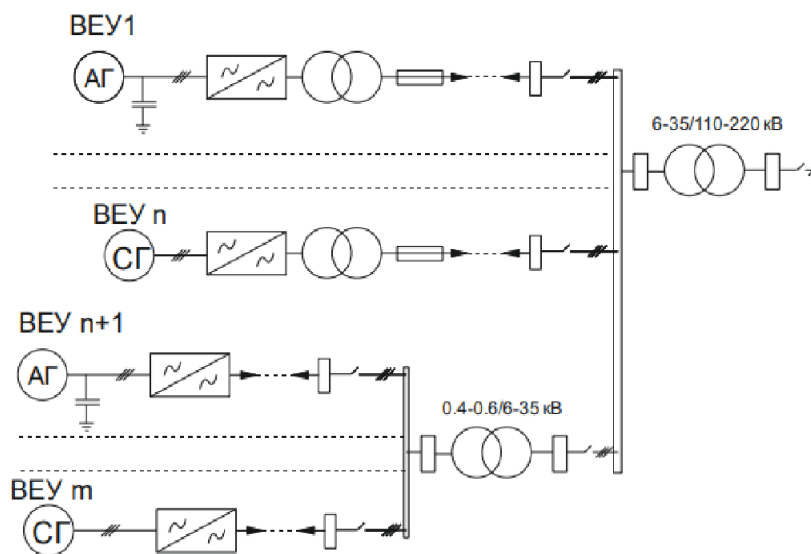 ВЕУ1
АГ
6-35/110-220 кВ
ВЕУ n
СГ
ВЕУ n+1
АГ
0.4-0.6/6-35 кВ
ВЕУ m
СГ